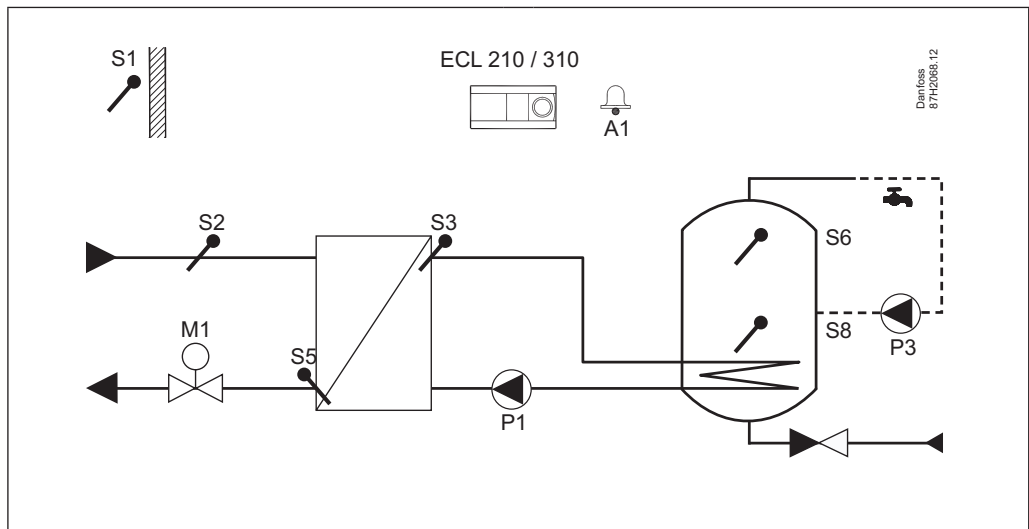 S1
ECL 210 / 310
A1
Danfoss
87H2068.12
S2
S3
S6
M1
S5
S8
P3
P1